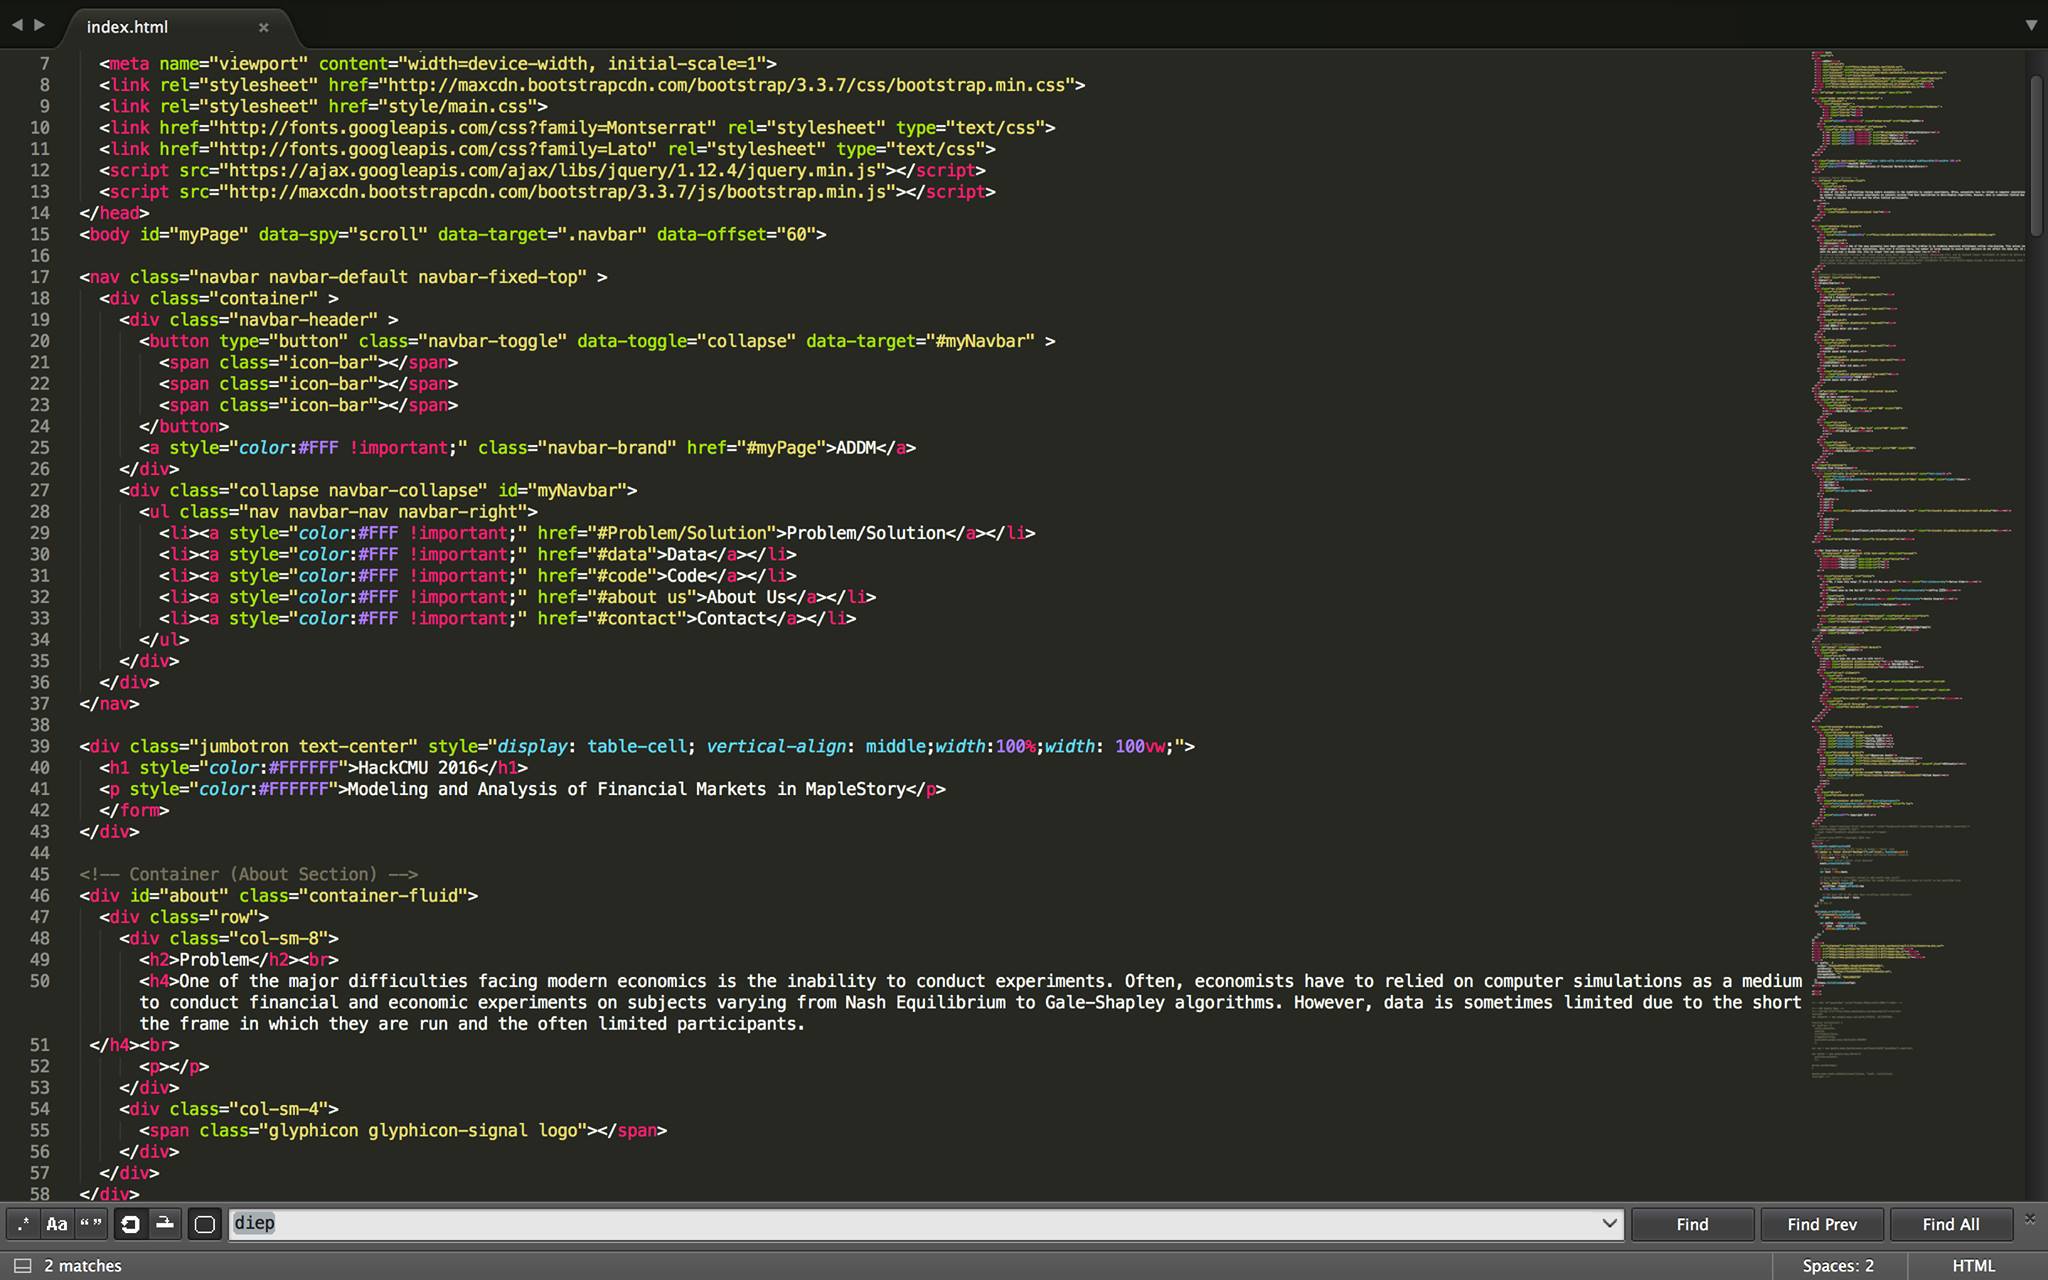 index.html ×
7 <meta name="viewport" content="width=device-width, initial-scale=1">
8 <link rel="stylesheet" href="http://maxcdn.bootstrapcdn.com/bootstrap/3.3.7/css/bootstrap.min.css">
9 <link rel="stylesheet" href="style/main.css">
10 <link href="http://fonts.googleapis.com/css?family=Montserrat" rel="stylesheet" type="text/css">
11 <link href="http://fonts.googleapis.com/css?family=Lato" rel="stylesheet" type="text/css">
12 <script src="https://ajax.googleapis.com/ajax/libs/jquery/1.12.4/jquery.min.js"></script>
13 <script src="http://maxcdn.bootstrapcdn.com/bootstrap/3.3.7/js/bootstrap.min.js"></script>
14 </head>
15 <body id="myPage" data-spy="scroll" data-target=".navbar" data-offset="60">
16
17 <nav class="navbar navbar-default navbar-fixed-top" >
18 <div class="container" >
19 <div class="navbar-header" >
20 <button type="button" class="navbar-toggle" data-toggle="collapse" data-target="#myNavbar" >
21 <span class="icon-bar"></span>
22 <span class="icon-bar"></span>
23 <span class="icon-bar"></span>
24 </button>
25 <a style="color:#FFF !important;" class="navbar-brand" href="#myPage">ADDM</a>
26 </div>
27 <div class="collapse navbar-collapse" id="myNavbar">
28 <ul class="nav navbar-nav navbar-right">
29 <li><a style="color:#FFF !important;" href="#Problem/Solution">Problem/Solution</a></li>
30 <li><a style="color:#FFF !important;" href="#data">Data</a></li>
31 <li><a style="color:#FFF !important;" href="#code">Code</a></li>
32 <li><a style="color:#FFF !important;" href="#about us">About Us</a></li>
33 <li><a style="color:#FFF !important;" href="#contact">Contact</a></li>
34 </ul>
35 </div>
36 </div>
37 </nav>
38
39 <div class="jumbotron text-center" style="display: table-cell; vertical-align: middle;width:100%;width: 100vw;">
40 <h1 style="color:#FFFFFF">HackCMU 2016</h1>
41 <p style="color:#FFFFFF">Modeling and Analysis of Financial Markets in MapleStory</p>
42 </form>
43 </div>
44
45 <!-- Container (About Section) -->
46 <div id="about" class="container-fluid">
47 <div class="row">
48 <div class="col-sm-8">
49 <h2>Problem</h2><br>
50 <h4>One of the major difficulties facing modern economics is the inability to conduct experiments. Often, economists have to relied on computer simulations as a medium
to conduct financial and economic experiments on subjects varying from Nash Equilibrium to Gale-Shapley algorithms. However, data is sometimes limited due to the short
the frame in which they are run and the often limited participants.
51 </h4><br>
52 <p></p>
53 </div>
54 <div class="col-sm-4">
55 <span class="glyphicon glyphicon-signal logo"></span>
56 </div>
57 </div>
58 </div>
.* Aa “” diep Find Find Prev Find All ×
2 matches Spaces: 2 HTML